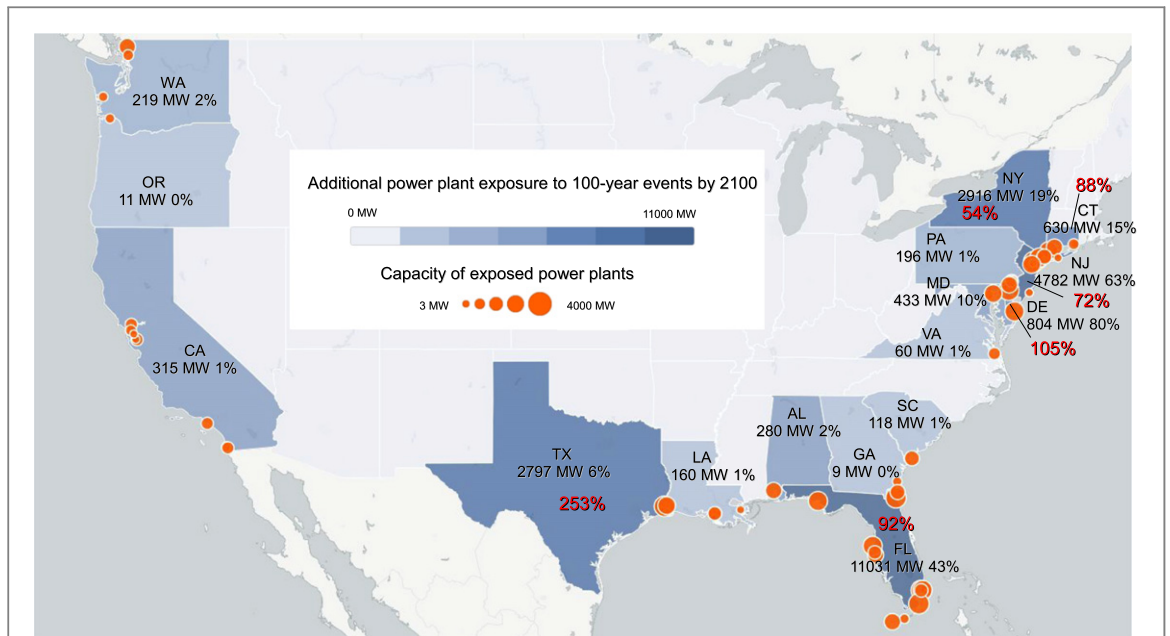 WA
219 MW 2%
OR
11 MW 0%
Additional power plant exposure to 100-year events by 2100
0 MW
11000 MW
Capacity of exposed power plants
3 MW
4000 MW
NY
2916 MW 19%
54%
88%
CT
630 MW 15%
PA
196 MW 1%
NJ
4782 MW 63%
72%
MD
433 MW 10%
DE
804 MW 80%
105%
VA
60 MW 1%
CA
315 MW 1%
SC
118 MW 1%
AL
280 MW 2%
GA
9 MW 0%
TX
2797 MW 6%
253%
LA
160 MW 1%
92%
FL
11031 MW 43%